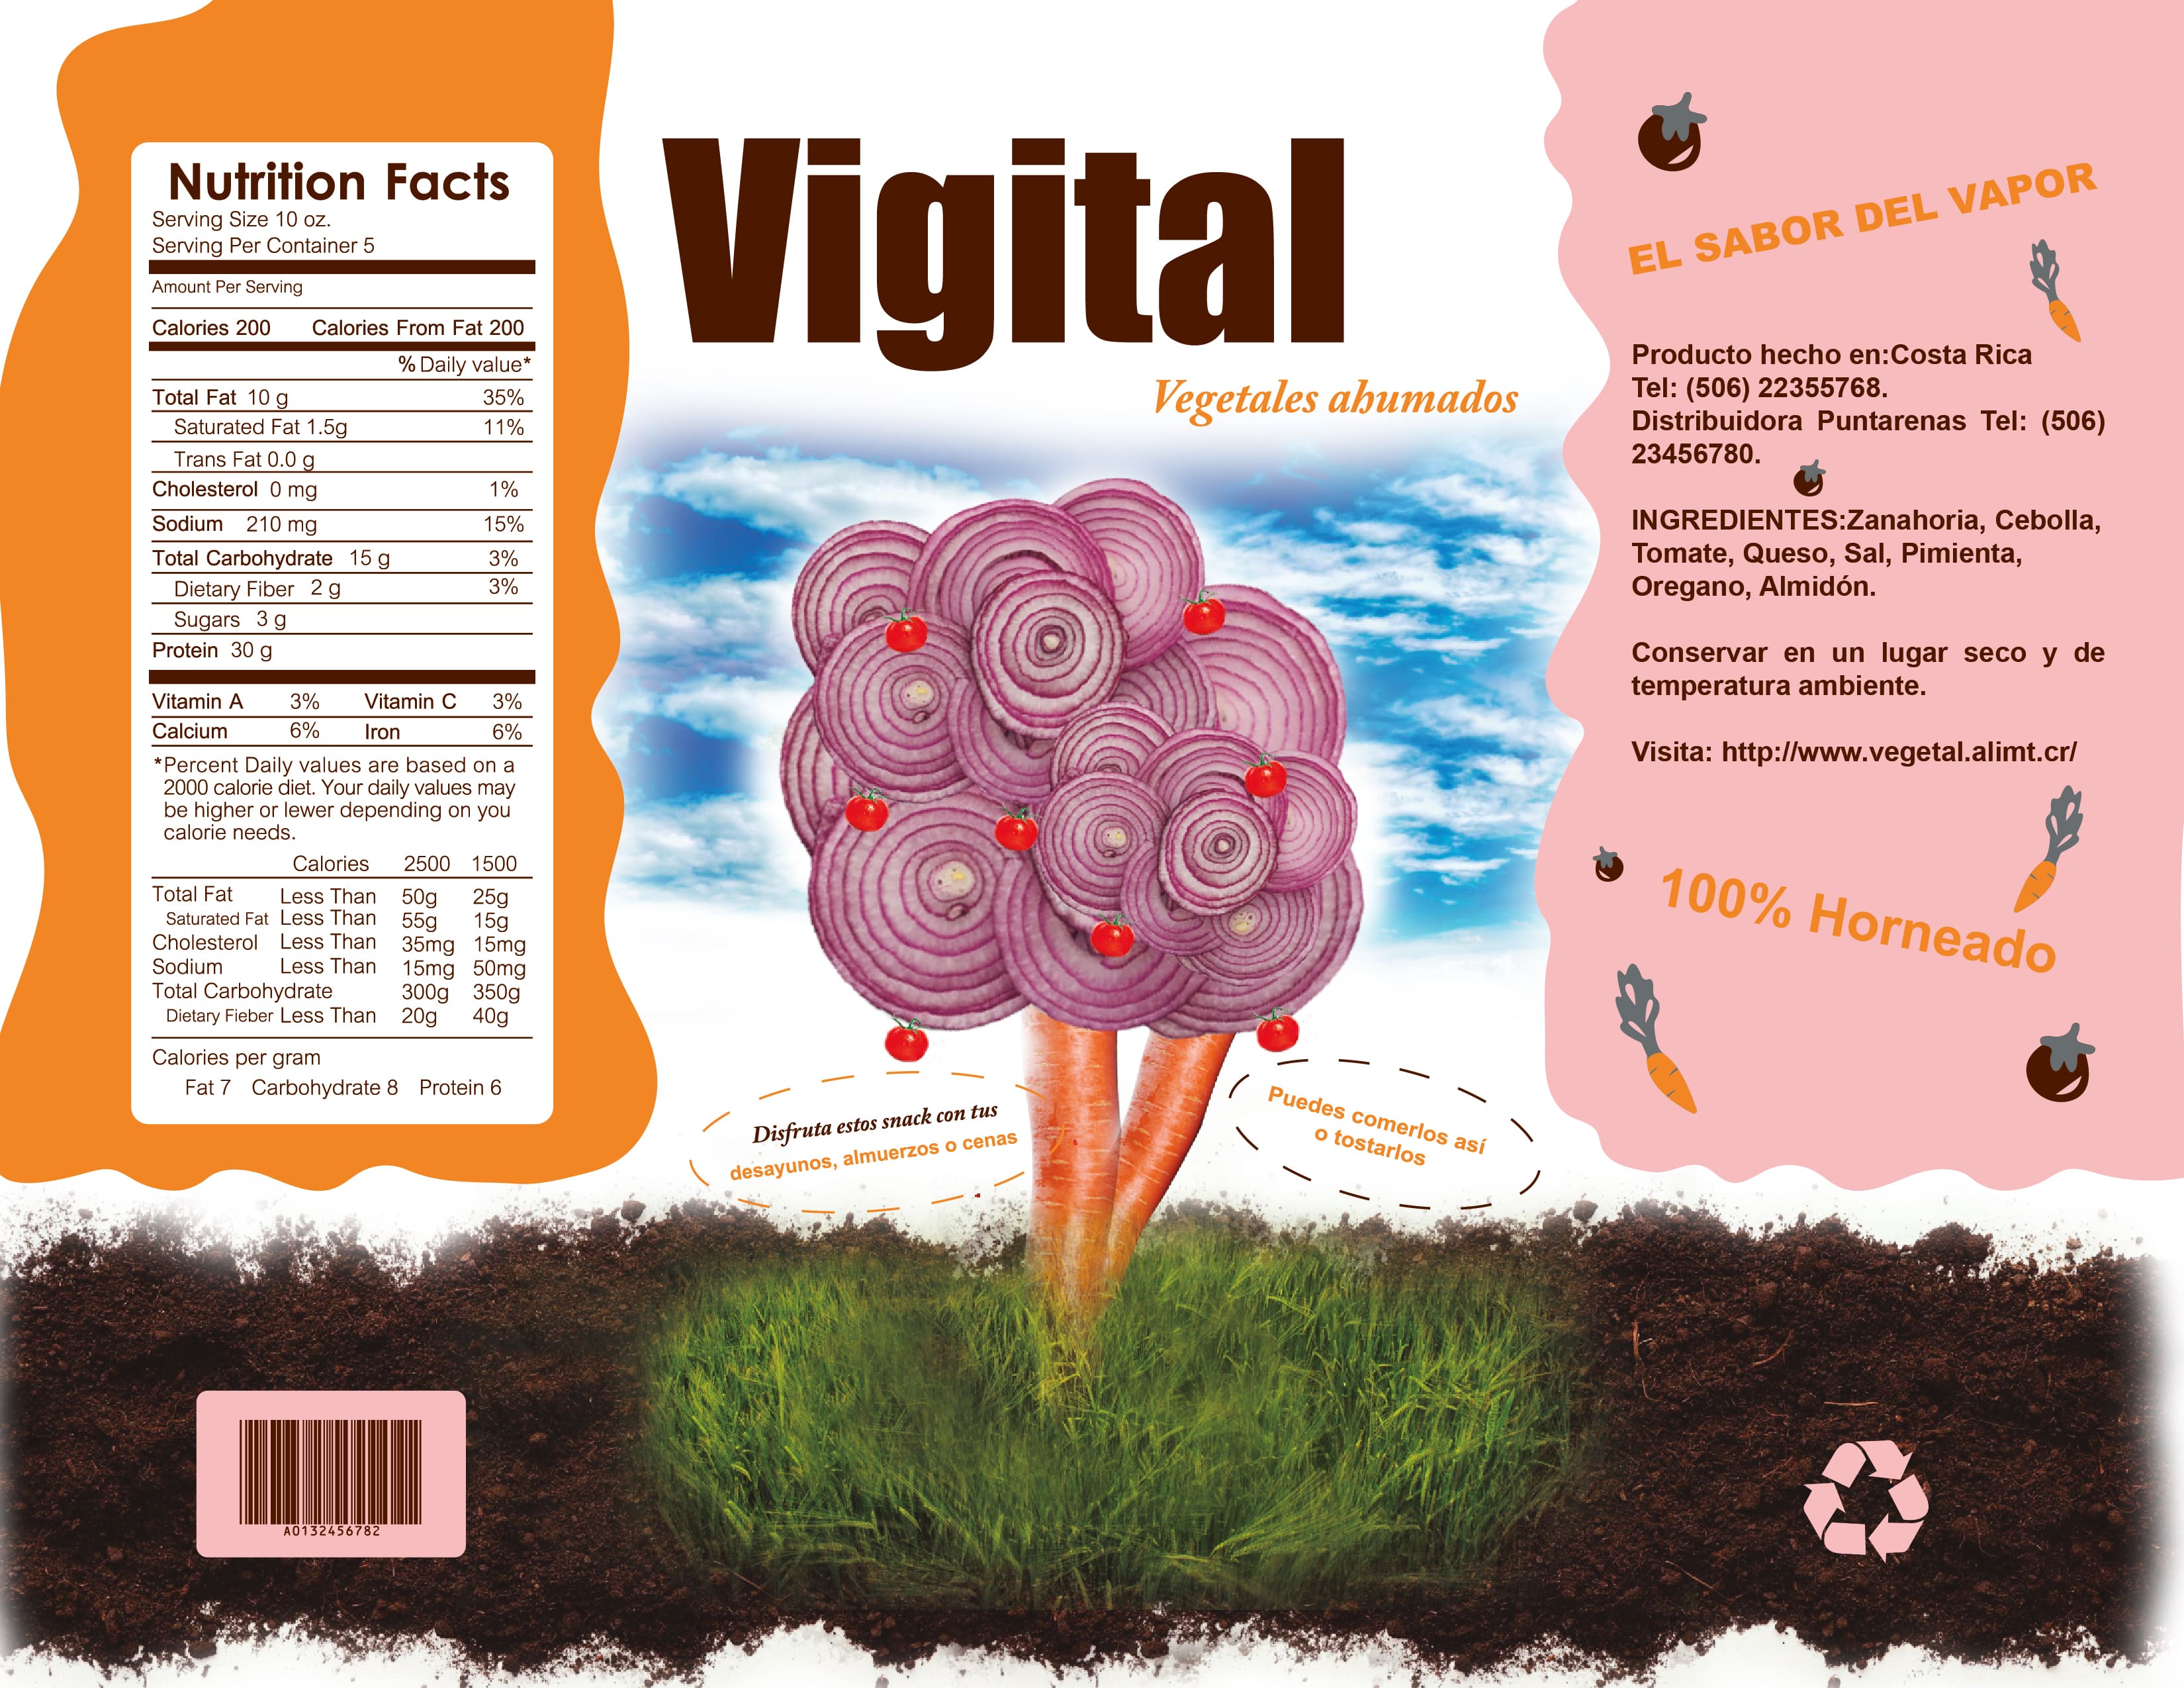 Nutrition Facts
Serving Size 10 oz.
Serving Per Container 5
Amount Per Serving
Calories 200 Calories From Fat 200
% Daily value*
Total Fat 10 g 35%
Saturated Fat 1.5g 11%
Trans Fat 0.0 g
Cholesterol 0 mg 1%
Sodium 210 mg 15%
Total Carbohydrate 15 g 3%
Dietary Fiber 2 g 3%
Sugars 3 g
Protein 30 g
Vitamin A 3% Vitamin C 3%
Calcium 6% Iron 6%
*Percent Daily values are based on a
2000 calorie diet. Your daily values may
be higher or lower depending on you
calorie needs.
Calories 2500 1500
Total Fat Less Than 50g 25g
Saturated Fat Less Than 55g 15g
Cholesterol Less Than 35mg 15mg
Sodium Less Than 15mg 50mg
Total Carbohydrate 300g 350g
Dietary Fieber Less Than 20g 40g
Calories per gram
Fat 7 Carbohydrate 8 Protein 6
A0132456782
Vigital
Vegetales ahumados
Disfruta estos snack con tus
desayunos, almuerzos o cenas
Puedes comerlos así
o tostarlos
EL SABOR DEL VAPOR
Producto hecho en:Costa Rica
Tel: (506) 22355768.
Distribuidora Puntarenas Tel: (506)
23456780.
INGREDIENTES:Zanahoria, Cebolla,
Tomate, Queso, Sal, Pimienta,
Oregano, Almidón.
Conservar en un lugar seco y de
temperatura ambiente.
Visita: http://www.vegetal.alimt.cr/
100% Horneado